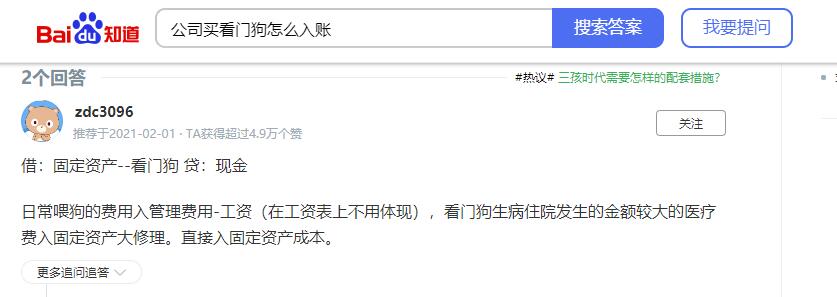 Bai du 知道
公司买看门狗怎么入账
搜索答案
我要提问
2个回答
#热议# 三孩时代需要怎样的配套措施?
zdc3096
推荐于2021-02-01 · TA获得超过4.9万个赞
关注
借：固定资产--看门狗 贷：现金
日常喂狗的费用入管理费用-工资（在工资表上不用体现），看门狗生病住院发生的金额较大的医疗
费入固定资产大修理。直接入固定资产成本。
更多追问追答